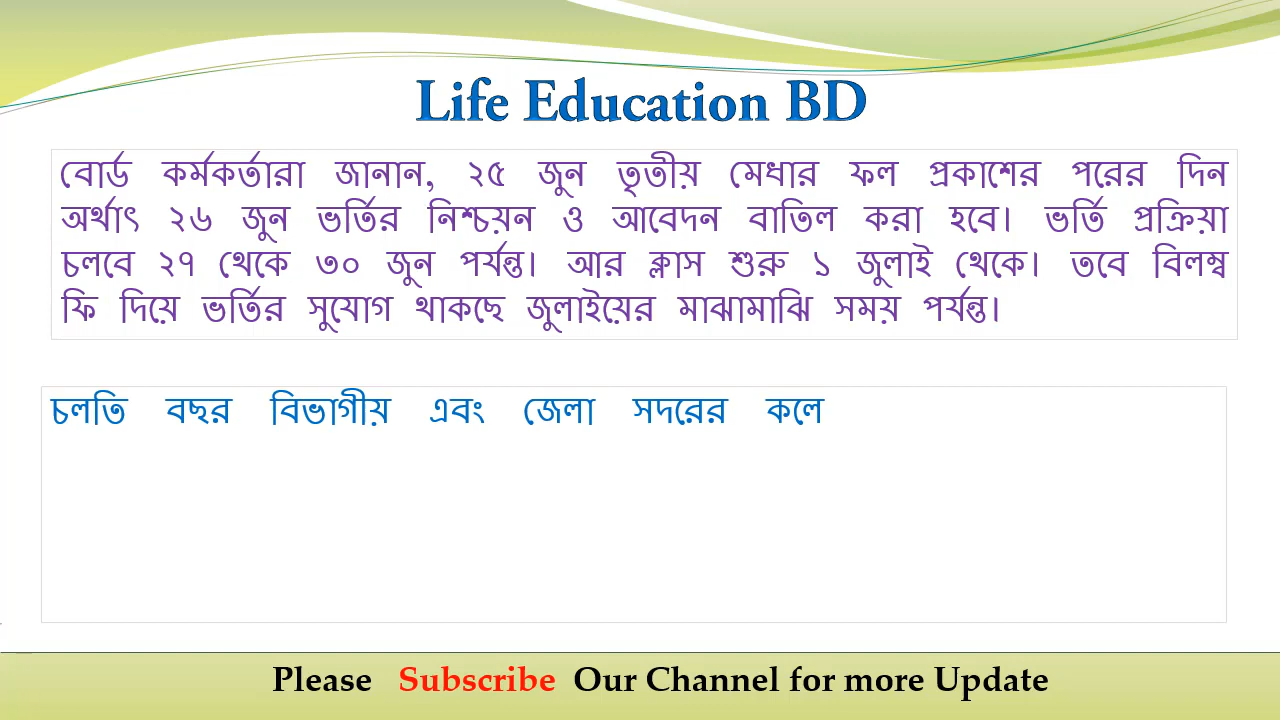 Life Education BD
বোর্ড কর্মকর্তারা জানান, ২৫ জুন তৃতীয় মেধার ফল প্রকাশের পরের দিন
অর্থাৎ ২৬ জুন ভর্তির নিশ্চয়ন ও আবেদন বাতিল করা হবে। ভর্তি প্রক্রিয়া
চলবে ২৭ থেকে ৩০ জুন পর্যন্ত। আর ক্লাস শুরু ১ জুলাই থেকে। তবে বিলম্ব
ফি দিয়ে ভর্তির সুযোগ থাকছে জুলাইয়ের মাঝামাঝি সময় পর্যন্ত।
চলতি বছর বিভাগীয় এবং জেলা সদরের কলে
Please Subscribe Our Channel for more Update